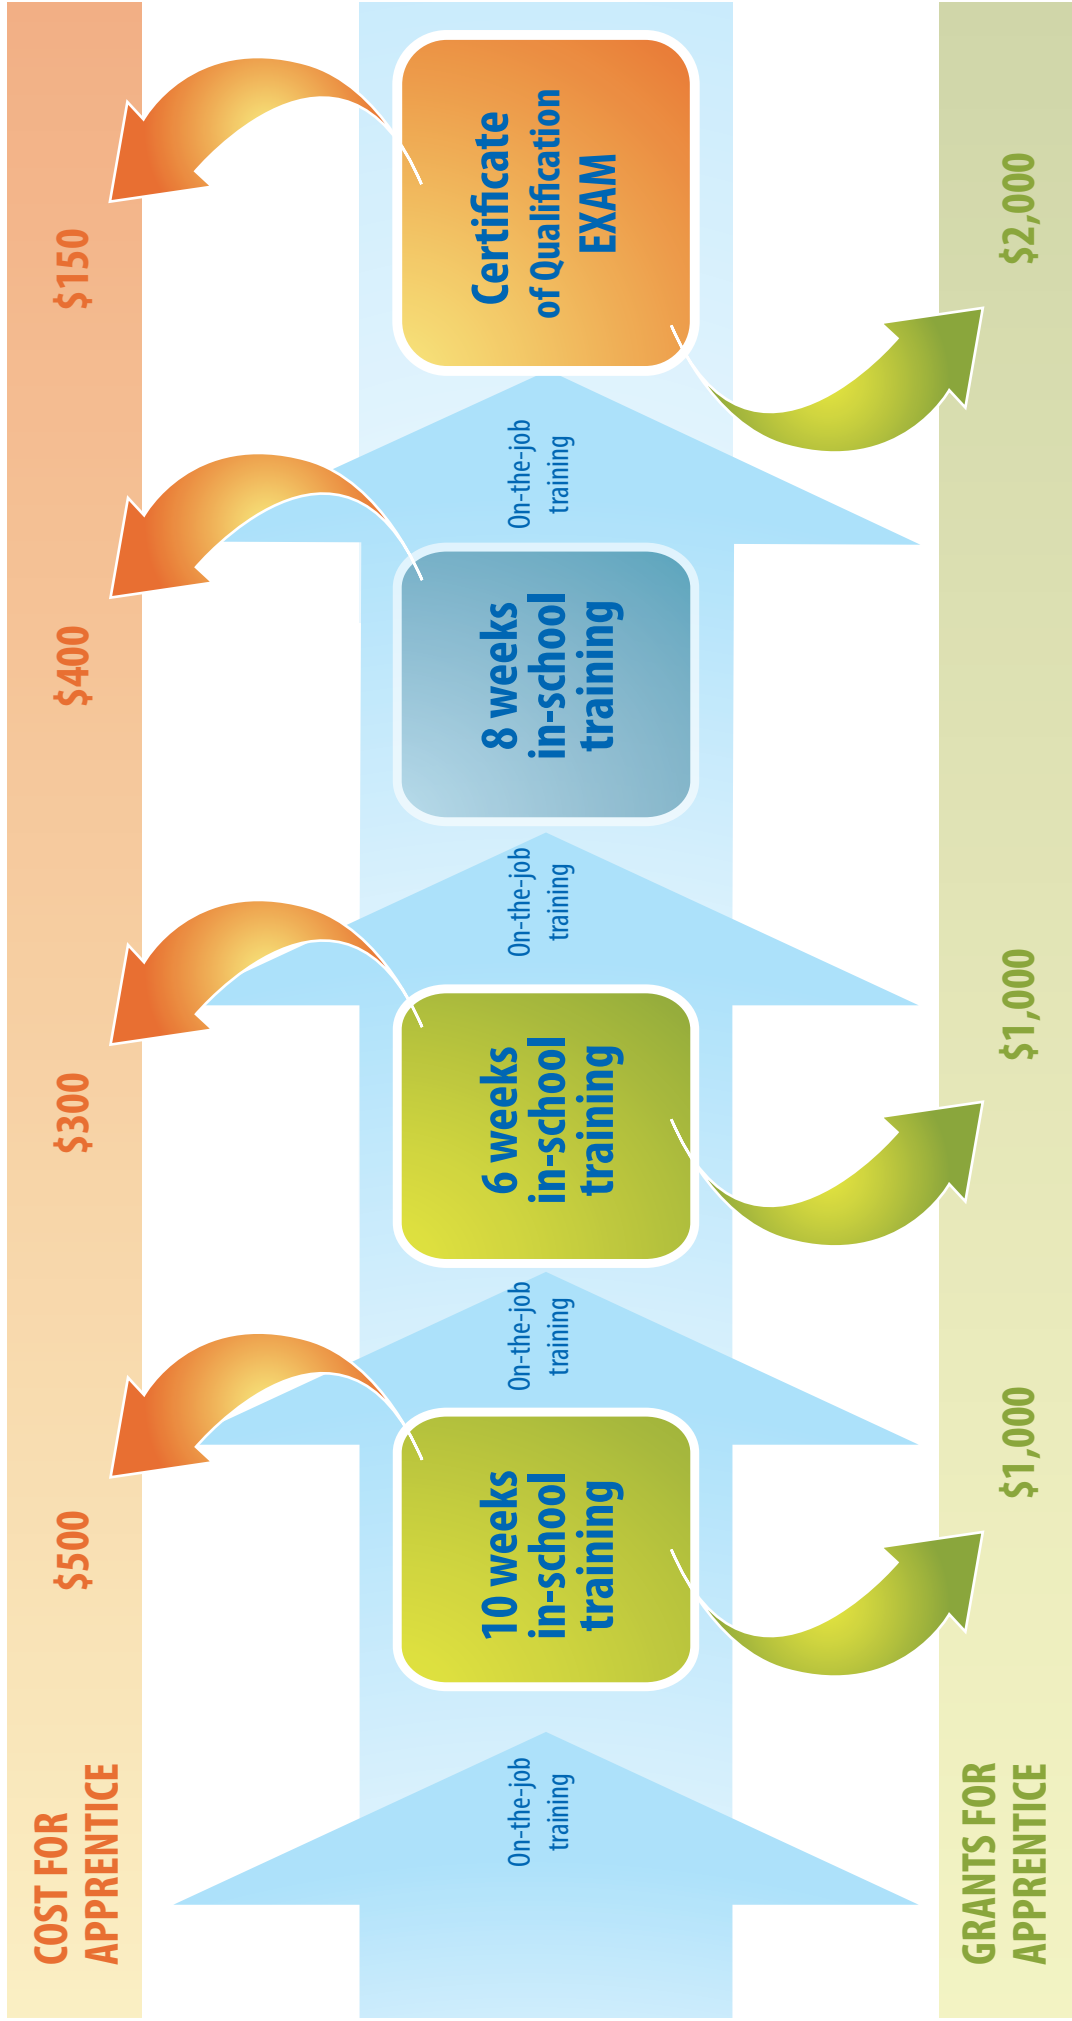 COST FOR
APPRENTICE
$500
$300
$400
$150
On-the-job
training
10 weeks
in-school
training
On-the-job
training
6 weeks
in-school
training
On-the-job
training
8 weeks
in-school
training
On-the-job
training
Certificate
of Qualification
EXAM
GRANTS FOR
APPRENTICE
$1,000
$1,000
$2,000